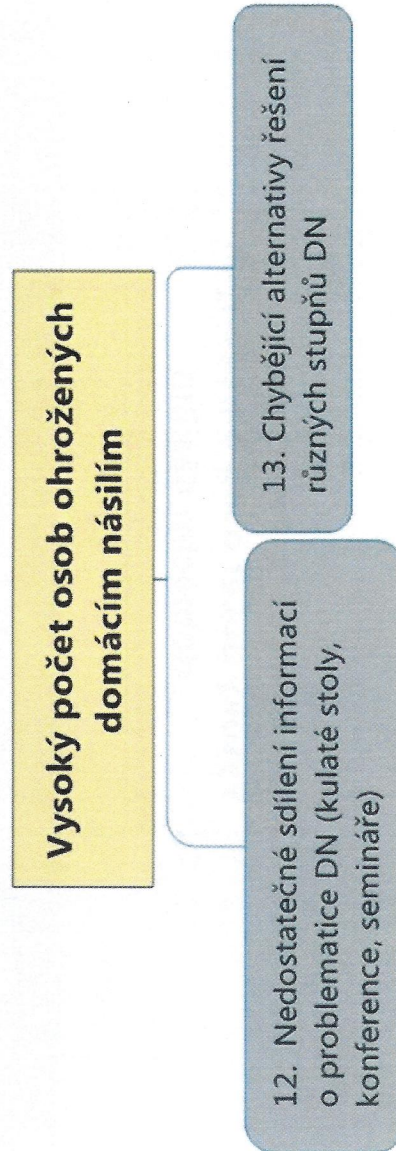 Vysoký počet osob ohrožených
domácím násilím
12. Nedostatečné sdílení informací
o problematice DN (kulaté stoly,
konference, semináře)
13. Chybějící alternativy řešení
různých stupňů DN